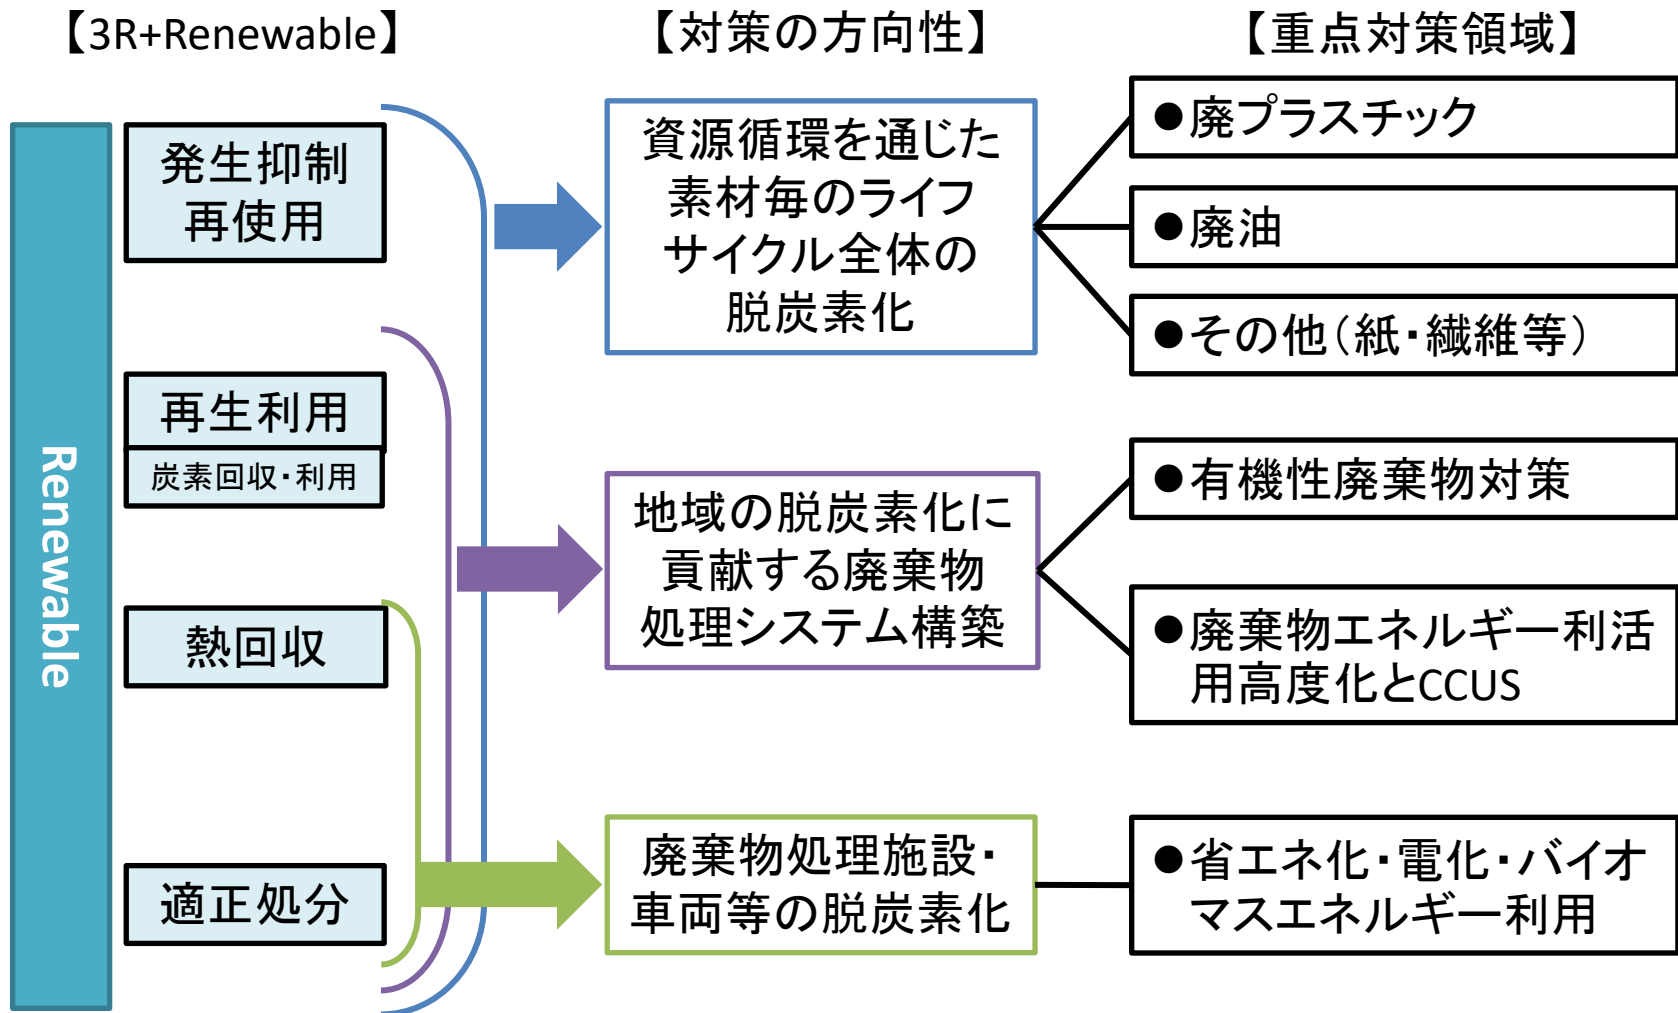 【3R+Renewable】
【対策の方向性】
【重点対策領域】
Renewable
発生抑制
再使用
再生利用
炭素回収・利用
熱回収
適正処分
資源循環を通じた
素材毎のライフ
サイクル全体の
脱炭素化
地域の脱炭素化に
貢献する廃棄物
処理システム構築
廃棄物処理施設・
車両等の脱炭素化
●廃プラスチック
●廃油
●その他（紙・繊維等）
●有機性廃棄物対策
●廃棄物エネルギー利活
用高度化とCCUS
●省エネ化・電化・バイオ
マスエネルギー利用